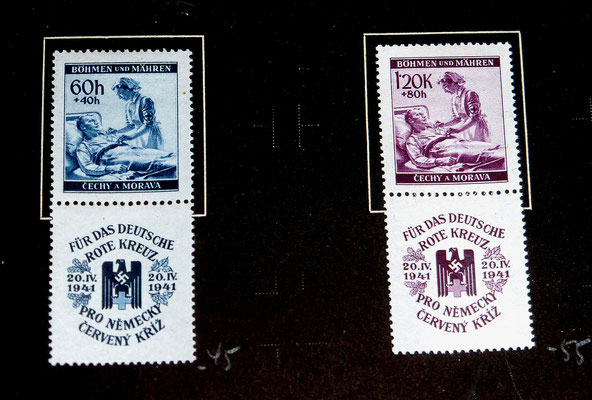 BÖHMEN UND MÄHREN
60h
+40h
ČECHY A MORAVA
FÜR DAS DEUTSCHE
ROTE KREUZ
20.IV. 20.IV.
1941 1941
PRO NĚMECKÝ
ČERVENÝ KŘÍŽ
-45
BÖHMEN UND MÄHREN
1.20K
+80h
ČECHY A MORAVA
FÜR DAS DEUTSCHE
ROTE KREUZ
20.IV. 20.IV.
1941 1941
PRO NĚMECKÝ
ČERVENÝ KŘÍŽ
-55